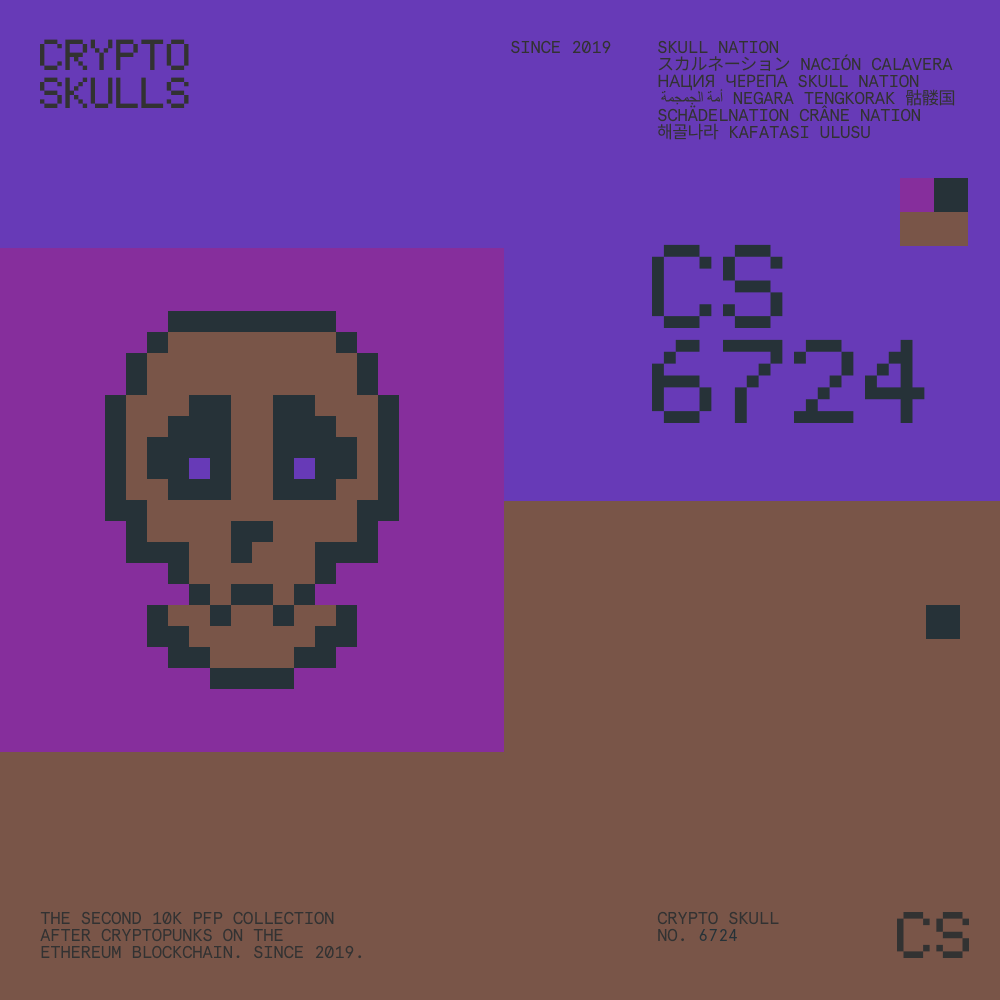 CRYPTO
SKULLS
SINCE 2019
SKULL NATION
スカルネーション NACIÓN CALAVERA
НАЦИЯ ЧЕРЕПА SKULL NATION
أمة الجمجمة NEGARA TENGKORAK 骷髅国
SCHÄDELNATION CRÂNE NATION
해골나라 KAFATASI ULUSU
CS
6724
THE SECOND 10K PFP COLLECTION
AFTER CRYPTOPUNKS ON THE
ETHEREUM BLOCKCHAIN. SINCE 2019.
CRYPTO SKULL
NO. 6724
CS